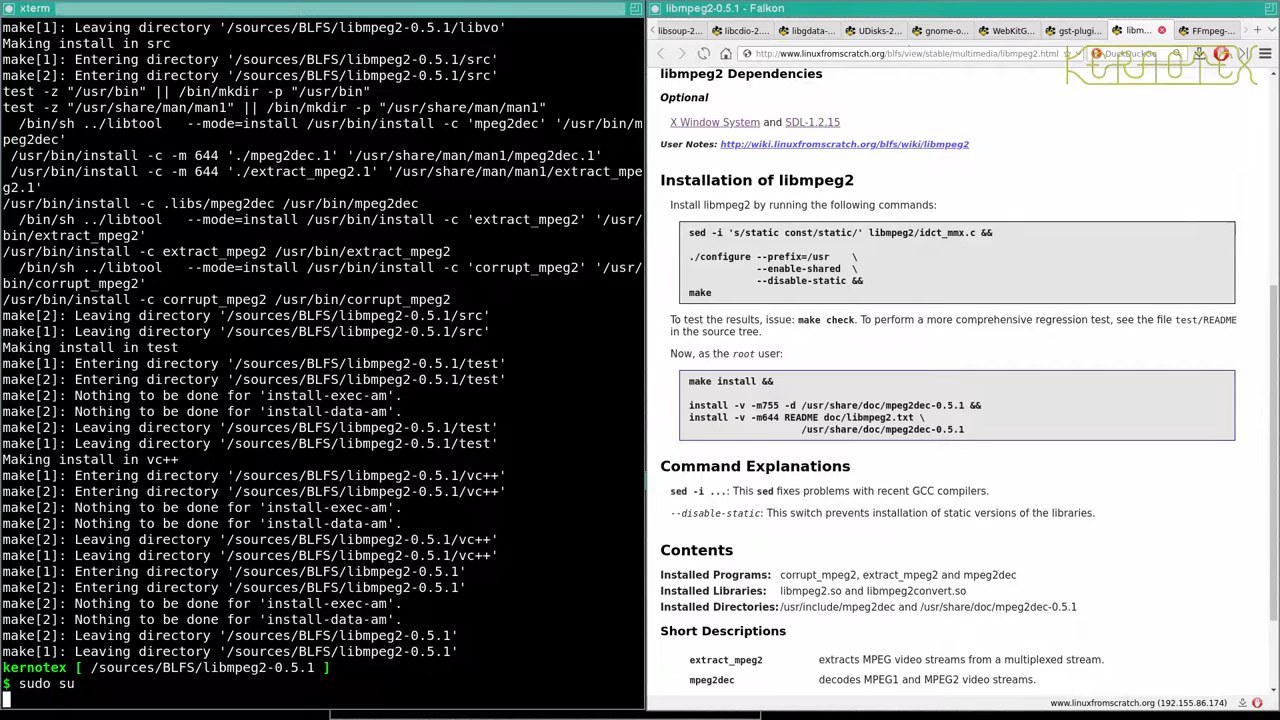 xterm
make[1]: Leaving directory '/sources/BLFS/libmpeg2-0.5.1/libvo'
Making install in src
make[1]: Entering directory '/sources/BLFS/libmpeg2-0.5.1/src'
make[2]: Entering directory '/sources/BLFS/libmpeg2-0.5.1/src'
test -z "/usr/bin" || /bin/mkdir -p "/usr/bin"
test -z "/usr/share/man/man1" || /bin/mkdir -p "/usr/share/man/man1"
/bin/sh ../libtool   --mode=install /usr/bin/install -c 'mpeg2dec' '/usr/bin/m
peg2dec'
/usr/bin/install -c -m 644 './mpeg2dec.1' '/usr/share/man/man1/mpeg2dec.1'
/usr/bin/install -c -m 644 './extract_mpeg2.1' '/usr/share/man/man1/extract_mpe
g2.1'
/usr/bin/install -c .libs/mpeg2dec /usr/bin/mpeg2dec
/bin/sh ../libtool   --mode=install /usr/bin/install -c 'extract_mpeg2' '/usr/
bin/extract_mpeg2'
/usr/bin/install -c extract_mpeg2 /usr/bin/extract_mpeg2
/bin/sh ../libtool   --mode=install /usr/bin/install -c 'corrupt_mpeg2' '/usr/
bin/corrupt_mpeg2'
/usr/bin/install -c corrupt_mpeg2 /usr/bin/corrupt_mpeg2
make[2]: Leaving directory '/sources/BLFS/libmpeg2-0.5.1/src'
make[1]: Leaving directory '/sources/BLFS/libmpeg2-0.5.1/src'
Making install in test
make[1]: Entering directory '/sources/BLFS/libmpeg2-0.5.1/test'
make[2]: Entering directory '/sources/BLFS/libmpeg2-0.5.1/test'
make[2]: Nothing to be done for 'install-exec-am'.
make[2]: Nothing to be done for 'install-data-am'.
make[2]: Leaving directory '/sources/BLFS/libmpeg2-0.5.1/test'
make[1]: Leaving directory '/sources/BLFS/libmpeg2-0.5.1/test'
Making install in vc++
make[1]: Entering directory '/sources/BLFS/libmpeg2-0.5.1/vc++'
make[2]: Entering directory '/sources/BLFS/libmpeg2-0.5.1/vc++'
make[2]: Nothing to be done for 'install-exec-am'.
make[2]: Nothing to be done for 'install-data-am'.
make[2]: Leaving directory '/sources/BLFS/libmpeg2-0.5.1/vc++'
make[1]: Leaving directory '/sources/BLFS/libmpeg2-0.5.1/vc++'
make[1]: Entering directory '/sources/BLFS/libmpeg2-0.5.1'
make[2]: Entering directory '/sources/BLFS/libmpeg2-0.5.1'
make[2]: Nothing to be done for 'install-exec-am'.
make[2]: Nothing to be done for 'install-data-am'.
make[2]: Leaving directory '/sources/BLFS/libmpeg2-0.5.1'
make[1]: Leaving directory '/sources/BLFS/libmpeg2-0.5.1'
kernotex [ /sources/BLFS/libmpeg2-0.5.1 ]
$ sudo su
libmpeg2-0.5.1 - Falkon
libsoup-2... libcdio-2... libgdata-... UDisks-2... gnome-o... WebKitG... gst-plugi... libm... FFmpeg-...
http://www.linuxfromscratch.org/blfs/view/stable/multimedia/libmpeg2.html DuckDuckGo
KERNOTEX
libmpeg2 Dependencies
Optional
X Window System and SDL-1.2.15
User Notes: http://wiki.linuxfromscratch.org/blfs/wiki/libmpeg2
Installation of libmpeg2
Install libmpeg2 by running the following commands:
sed -i 's/static const/static/' libmpeg2/idct_mmx.c &&
./configure --prefix=/usr    \
--enable-shared  \
--disable-static &&
make
To test the results, issue: make check. To perform a more comprehensive regression test, see the file test/README
in the source tree.
Now, as the root user:
make install &&
install -v -m755 -d /usr/share/doc/mpeg2dec-0.5.1 &&
install -v -m644 README doc/libmpeg2.txt \
/usr/share/doc/mpeg2dec-0.5.1
Command Explanations
sed -i ...: This sed fixes problems with recent GCC compilers.
--disable-static: This switch prevents installation of static versions of the libraries.
Contents
Installed Programs: corrupt_mpeg2, extract_mpeg2 and mpeg2dec
Installed Libraries: libmpeg2.so and libmpeg2convert.so
Installed Directories: /usr/include/mpeg2dec and /usr/share/doc/mpeg2dec-0.5.1
Short Descriptions
extract_mpeg2 extracts MPEG video streams from a multiplexed stream.
mpeg2dec decodes MPEG1 and MPEG2 video streams.
www.linuxfromscratch.org (192.155.86.174)